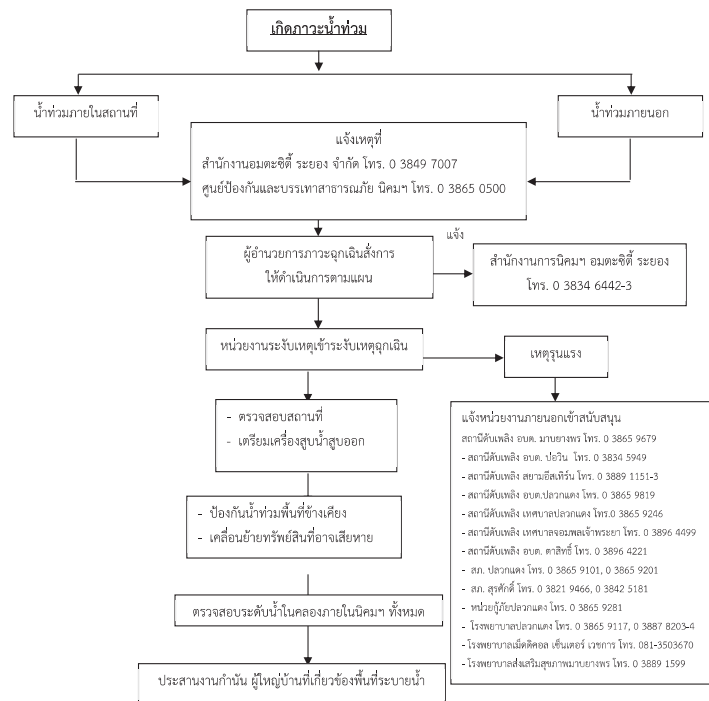 เกิดภาวะน้ำท่วม
น้ำท่วมภายในสถานที่
น้ำท่วมภายนอก
แจ้งเหตุที่
สำนักงานอมตะซิตี้ ระยอง จำกัด โทร. 0 3849 7007
ศูนย์ป้องกันและบรรเทาสาธารณภัย นิคมฯ โทร. 0 3865 0500
ผู้อำนวยการภาวะฉุกเฉินสั่งการ
ให้ดำเนินการตามแผน
แจ้ง
สำนักงานการนิคมฯ อมตะซิตี้ ระยอง
โทร. 0 3834 6442-3
หน่วยงานระงับเหตุเข้าระงับเหตุฉุกเฉิน
เหตุรุนแรง
- ตรวจสอบสถานที่
- เตรียมเครื่องสูบน้ำสูบออก
- ป้องกันน้ำท่วมพื้นที่ข้างเคียง
- เคลื่อนย้ายทรัพย์สินที่อาจเสียหาย
ตรวจสอบระดับน้ำในคลองภายในนิคมฯ ทั้งหมด
ประสานงานกำนัน ผู้ใหญ่บ้านที่เกี่ยวข้องพื้นที่ระบายน้ำ
แจ้งหน่วยงานภายนอกเข้าสนับสนุน
สถานีดับเพลิง อบต. มาบยางพร โทร. 0 3865 9679
- สถานีดับเพลิง อบต. บ่อวิน โทร. 0 3834 5949
- สถานีดับเพลิง สยามอีสเทิร์น โทร. 0 3889 1151-3
- สถานีดับเพลิง อบต.ปลวกแดง โทร. 0 3865 9819
- สถานีดับเพลิง เทศบาลปลวกแดง โทร.0 3865 9246
- สถานีดับเพลิง เทศบาลจอมพลเจ้าพระยา โทร. 0 3896 4499
- สถานีดับเพลิง อบต. ตาสิทธิ์ โทร. 0 3896 4221
- สภ. ปลวกแดง โทร. 0 3865 9101, 0 3865 9201
- สภ. สุรศักดิ์ โทร. 0 3821 9466, 0 3842 5181
- หน่วยกู้ภัยปลวกแดง โทร. 0 3865 9281
- โรงพยาบาลปลวกแดง โทร. 0 3865 9117, 0 3887 8203-4
- โรงพยาบาลเม็ดดิคอล เซ็นเตอร์ เวชการ โทร. 081-3503670
- โรงพยาบาลส่งเสริมสุขภาพมาบยางพร โทร. 0 3889 1599